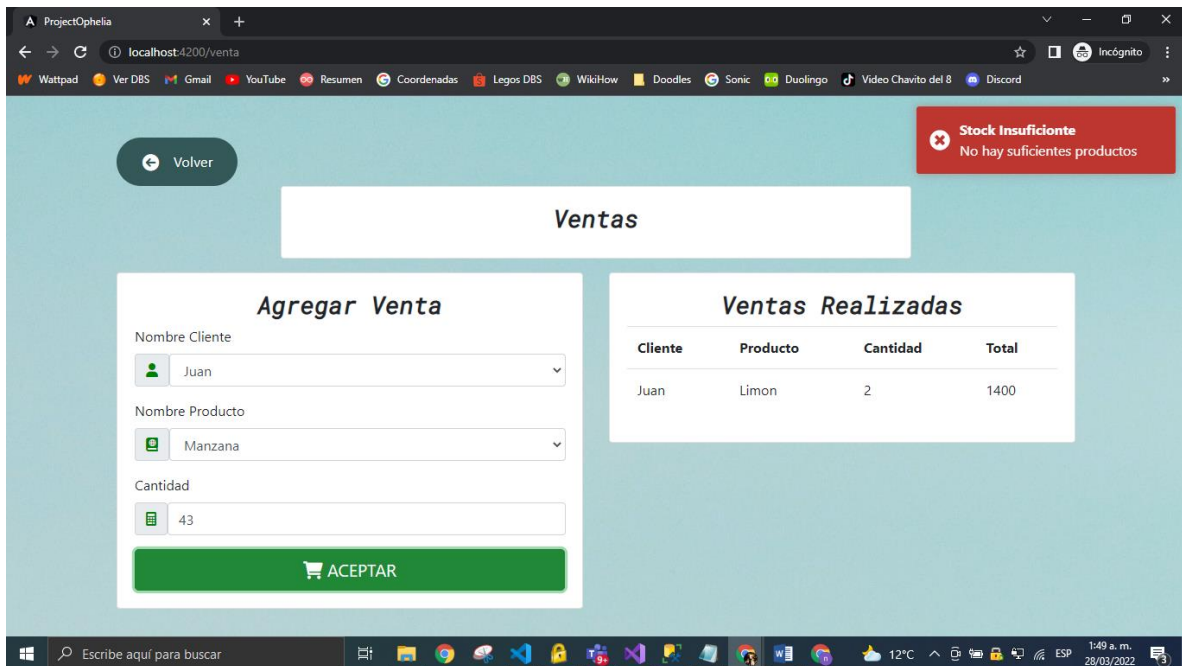 ProjectOphelia
localhost:4200/venta
Incógnito
Wattpad Ver DBS Gmail YouTube Resumen Coordenadas Legos DBS WikiHow Doodles Sonic Duolingo Video Chavito del 8 Discord »
Stock Insuficionte
No hay suficientes productos
Volver
Ventas
Agregar Venta
Nombre Cliente
Juan
Nombre Producto
Manzana
Cantidad
43
ACEPTAR
Ventas Realizadas
Cliente Producto Cantidad Total
Juan Limon 2 1400
Escribe aquí para buscar
12°C ESP 1:49 a. m.
28/03/2022